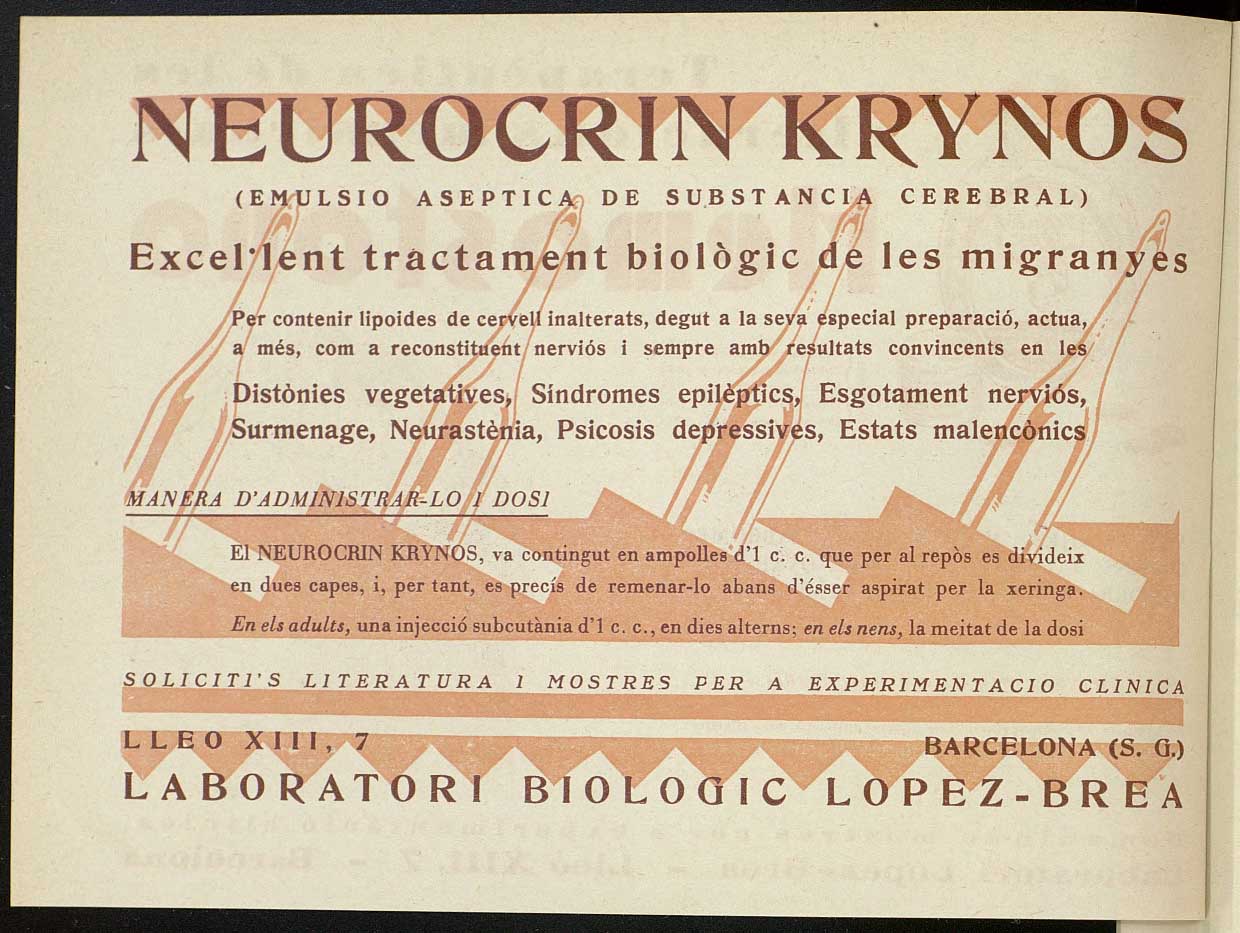 NEUROCRIN KRYNOS
(EMULSIO ASEPTICA DE SUBSTANCIA CEREBRAL)
Excel·lent tractament biològic de les migranyes
Per contenir lipoides de cervell inalterats, degut a la seva especial preparació, actua,
a més, com a reconstituent nerviós i sempre amb resultats convincents en les
Distònies vegetatives, Síndromes epilèptics, Esgotament nerviós,
Surmenage, Neurastènia, Psicosis depressives, Estats malencònics
MANERA D'ADMINISTRAR-LO I DOSI
El NEUROCRIN KRYNOS, va contingut en ampolles d'1 c. c. que per al repòs es divideix
en dues capes, i, per tant, es precís de remenar-lo abans d'ésser aspirat per la xeringa.
En els adults, una injecció subcutània d'1 c. c., en dies alterns; en els nens, la meitat de la dosi
SOLICITI'S LITERATURA I MOSTRES PER A EXPERIMENTACIO CLINICA
LLEO XIII, 7 BARCELONA (S. G.)
LABORATORI BIOLOGIC LOPEZ-BREA